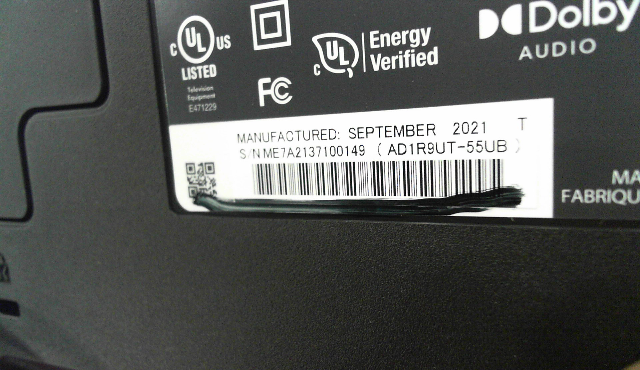 C UL US
LISTED
Television
Equipment
E471229
C UL
Energy
Verified
FC
Dolby
AUDIO
MANUFACTURED: SEPTEMBER 2021 T
S/N ME7A2137100149 ( AD1R9UT-55UB )
MA
FABRIQU